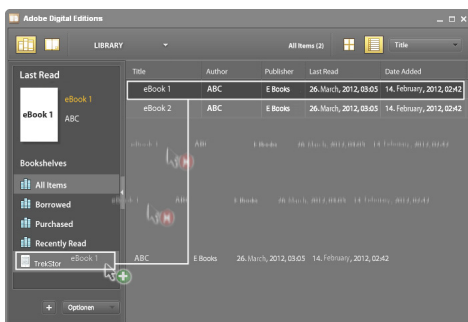 Adobe Digital Editions
LIBRARY All Items (2) Title
Last Read
eBook 1
eBook 1
ABC
Title Author Publisher Last Read Date Added
eBook 1 ABC E Books 26. March, 2012, 03:05 14. February, 2012, 02:42
eBook 2 ABC E Books 26. March, 2012, 03:05 14. February, 2012, 02:42
Bookshelves
All Items
Borrowed
Purchased
Recently Read
TrekStor eBook 1 ABC E Books 26. March, 2012, 03:05 14. February, 2012, 02:42
+ Optionen